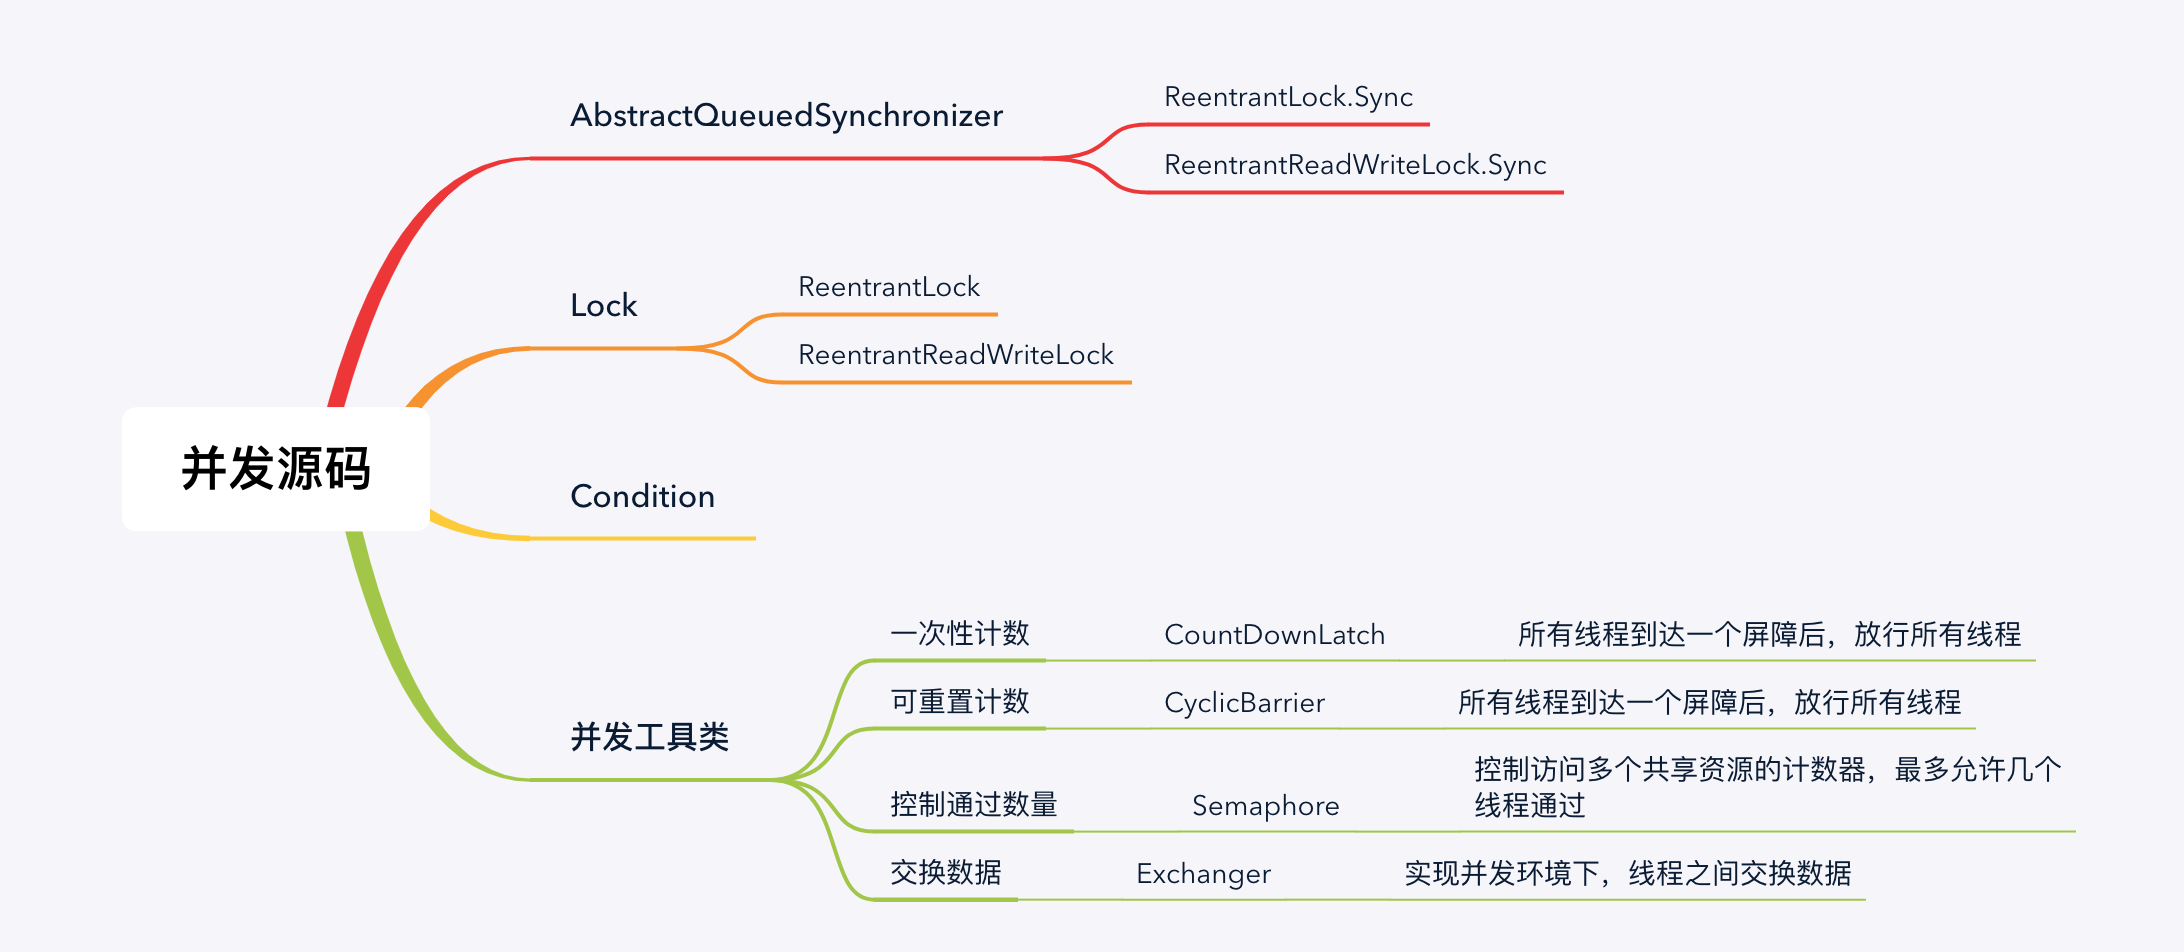 AbstractQueuedSynchronizer
ReentrantLock.Sync
ReentrantReadWriteLock.Sync
Lock
ReentrantLock
ReentrantReadWriteLock
并发源码
Condition
并发工具类
一次性计数
CountDownLatch
所有线程到达一个屏障后，放行所有线程
可重置计数
CyclicBarrier
所有线程到达一个屏障后，放行所有线程
控制通过数量
Semaphore
控制访问多个共享资源的计数器，最多允许几个
线程通过
交换数据
Exchanger
实现并发环境下，线程之间交换数据